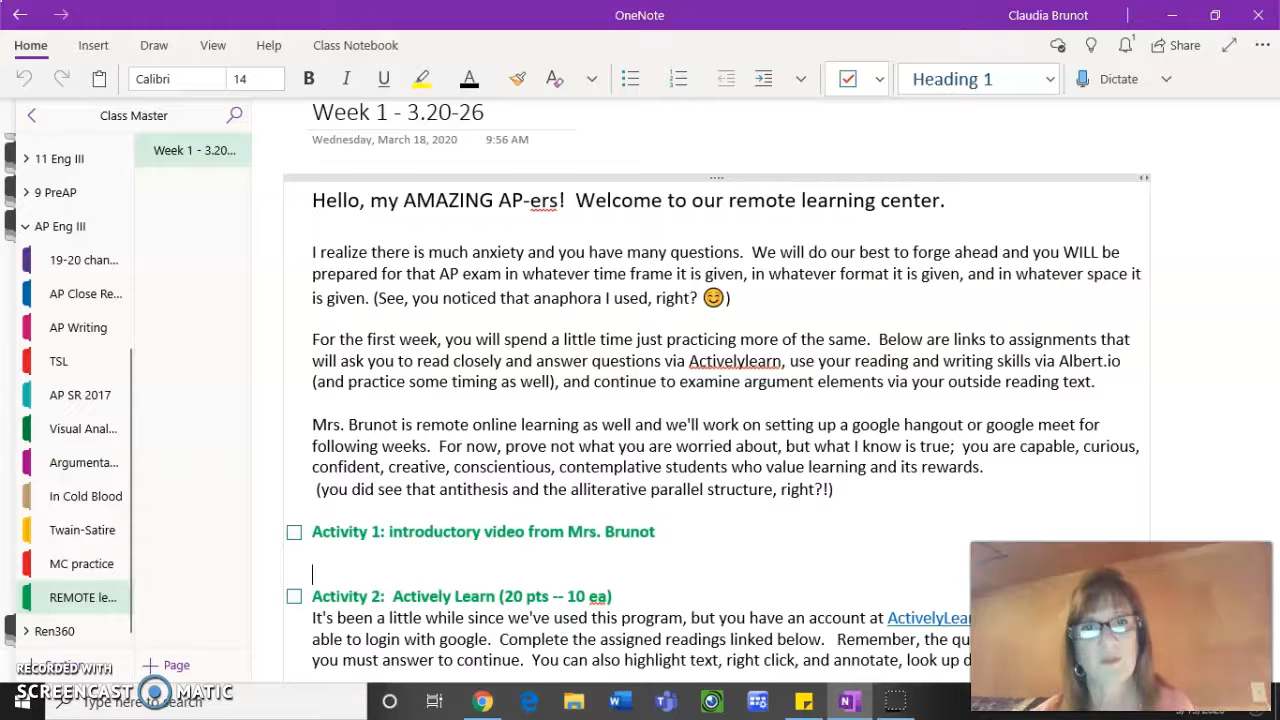 OneNote
Claudia Brunot
Home Insert Draw View Help Class Notebook Share
Calibri 14 B I U A A Heading 1 Dictate
Class Master
Week 1 - 3.20-26
Wednesday, March 18, 2020 9:56 AM
11 Eng III
9 PreAP
AP Eng III
19-20 chan...
AP Close Re...
AP Writing
TSL
AP SR 2017
Visual Anal...
Argumenta...
In Cold Blood
Twain-Satire
MC practice
REMOTE le...
Ren360
Week 1 - 3.20...
Page
Hello, my AMAZING AP-ers! Welcome to our remote learning center.
I realize there is much anxiety and you have many questions. We will do our best to forge ahead and you WILL be
prepared for that AP exam in whatever time frame it is given, in whatever format it is given, and in whatever space it
is given. (See, you noticed that anaphora I used, right? 😊)
For the first week, you will spend a little time just practicing more of the same. Below are links to assignments that
will ask you to read closely and answer questions via Activelylearn, use your reading and writing skills via Albert.io
(and practice some timing as well), and continue to examine argument elements via your outside reading text.
Mrs. Brunot is remote online learning as well and we'll work on setting up a google hangout or google meet for
following weeks. For now, prove not what you are worried about, but what I know is true; you are capable, curious,
confident, creative, conscientious, contemplative students who value learning and its rewards.
(you did see that antithesis and the alliterative parallel structure, right?!)
Activity 1: introductory video from Mrs. Brunot
Activity 2: Actively Learn (20 pts -- 10 ea)
It's been a little while since we've used this program, but you have an account at ActivelyLear
able to login with google. Complete the assigned readings linked below. Remember, the qu
you must answer to continue. You can also highlight text, right click, and annotate, look up d
RECORDED WITH
SCREENCAST MATIC
Type here to search